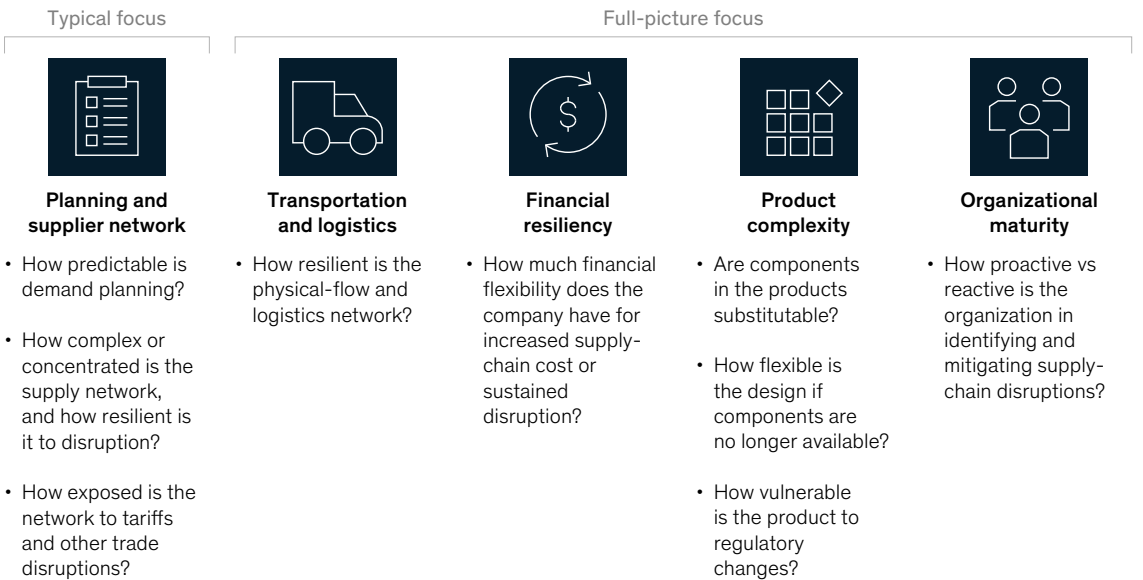 Typical focus
Full-picture focus
Planning and
supplier network
• How predictable is
demand planning?
• How complex or
concentrated is the
supply network,
and how resilient is
it to disruption?
• How exposed is the
network to tariffs
and other trade
disruptions?
Transportation
and logistics
• How resilient is the
physical-flow and
logistics network?
$
Financial
resiliency
• How much financial
flexibility does the
company have for
increased supply-
chain cost or
sustained
disruption?
Product
complexity
• Are components
in the products
substitutable?
• How flexible is
the design if
components are
no longer available?
• How vulnerable
is the product to
regulatory
changes?
Organizational
maturity
• How proactive vs
reactive is the
organization in
identifying and
mitigating supply-
chain disruptions?